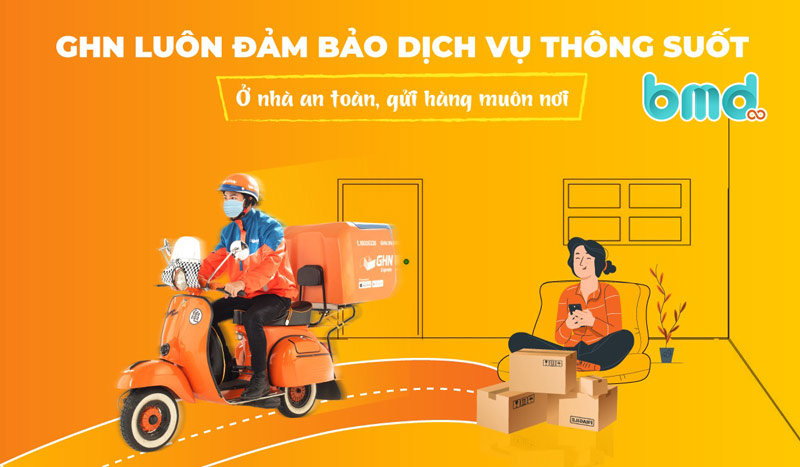 GHN LUÔN ĐẢM BẢO DỊCH VỤ THÔNG SUỐT
Ở nhà an toàn, gửi hàng muôn nơi
bmd
GHN